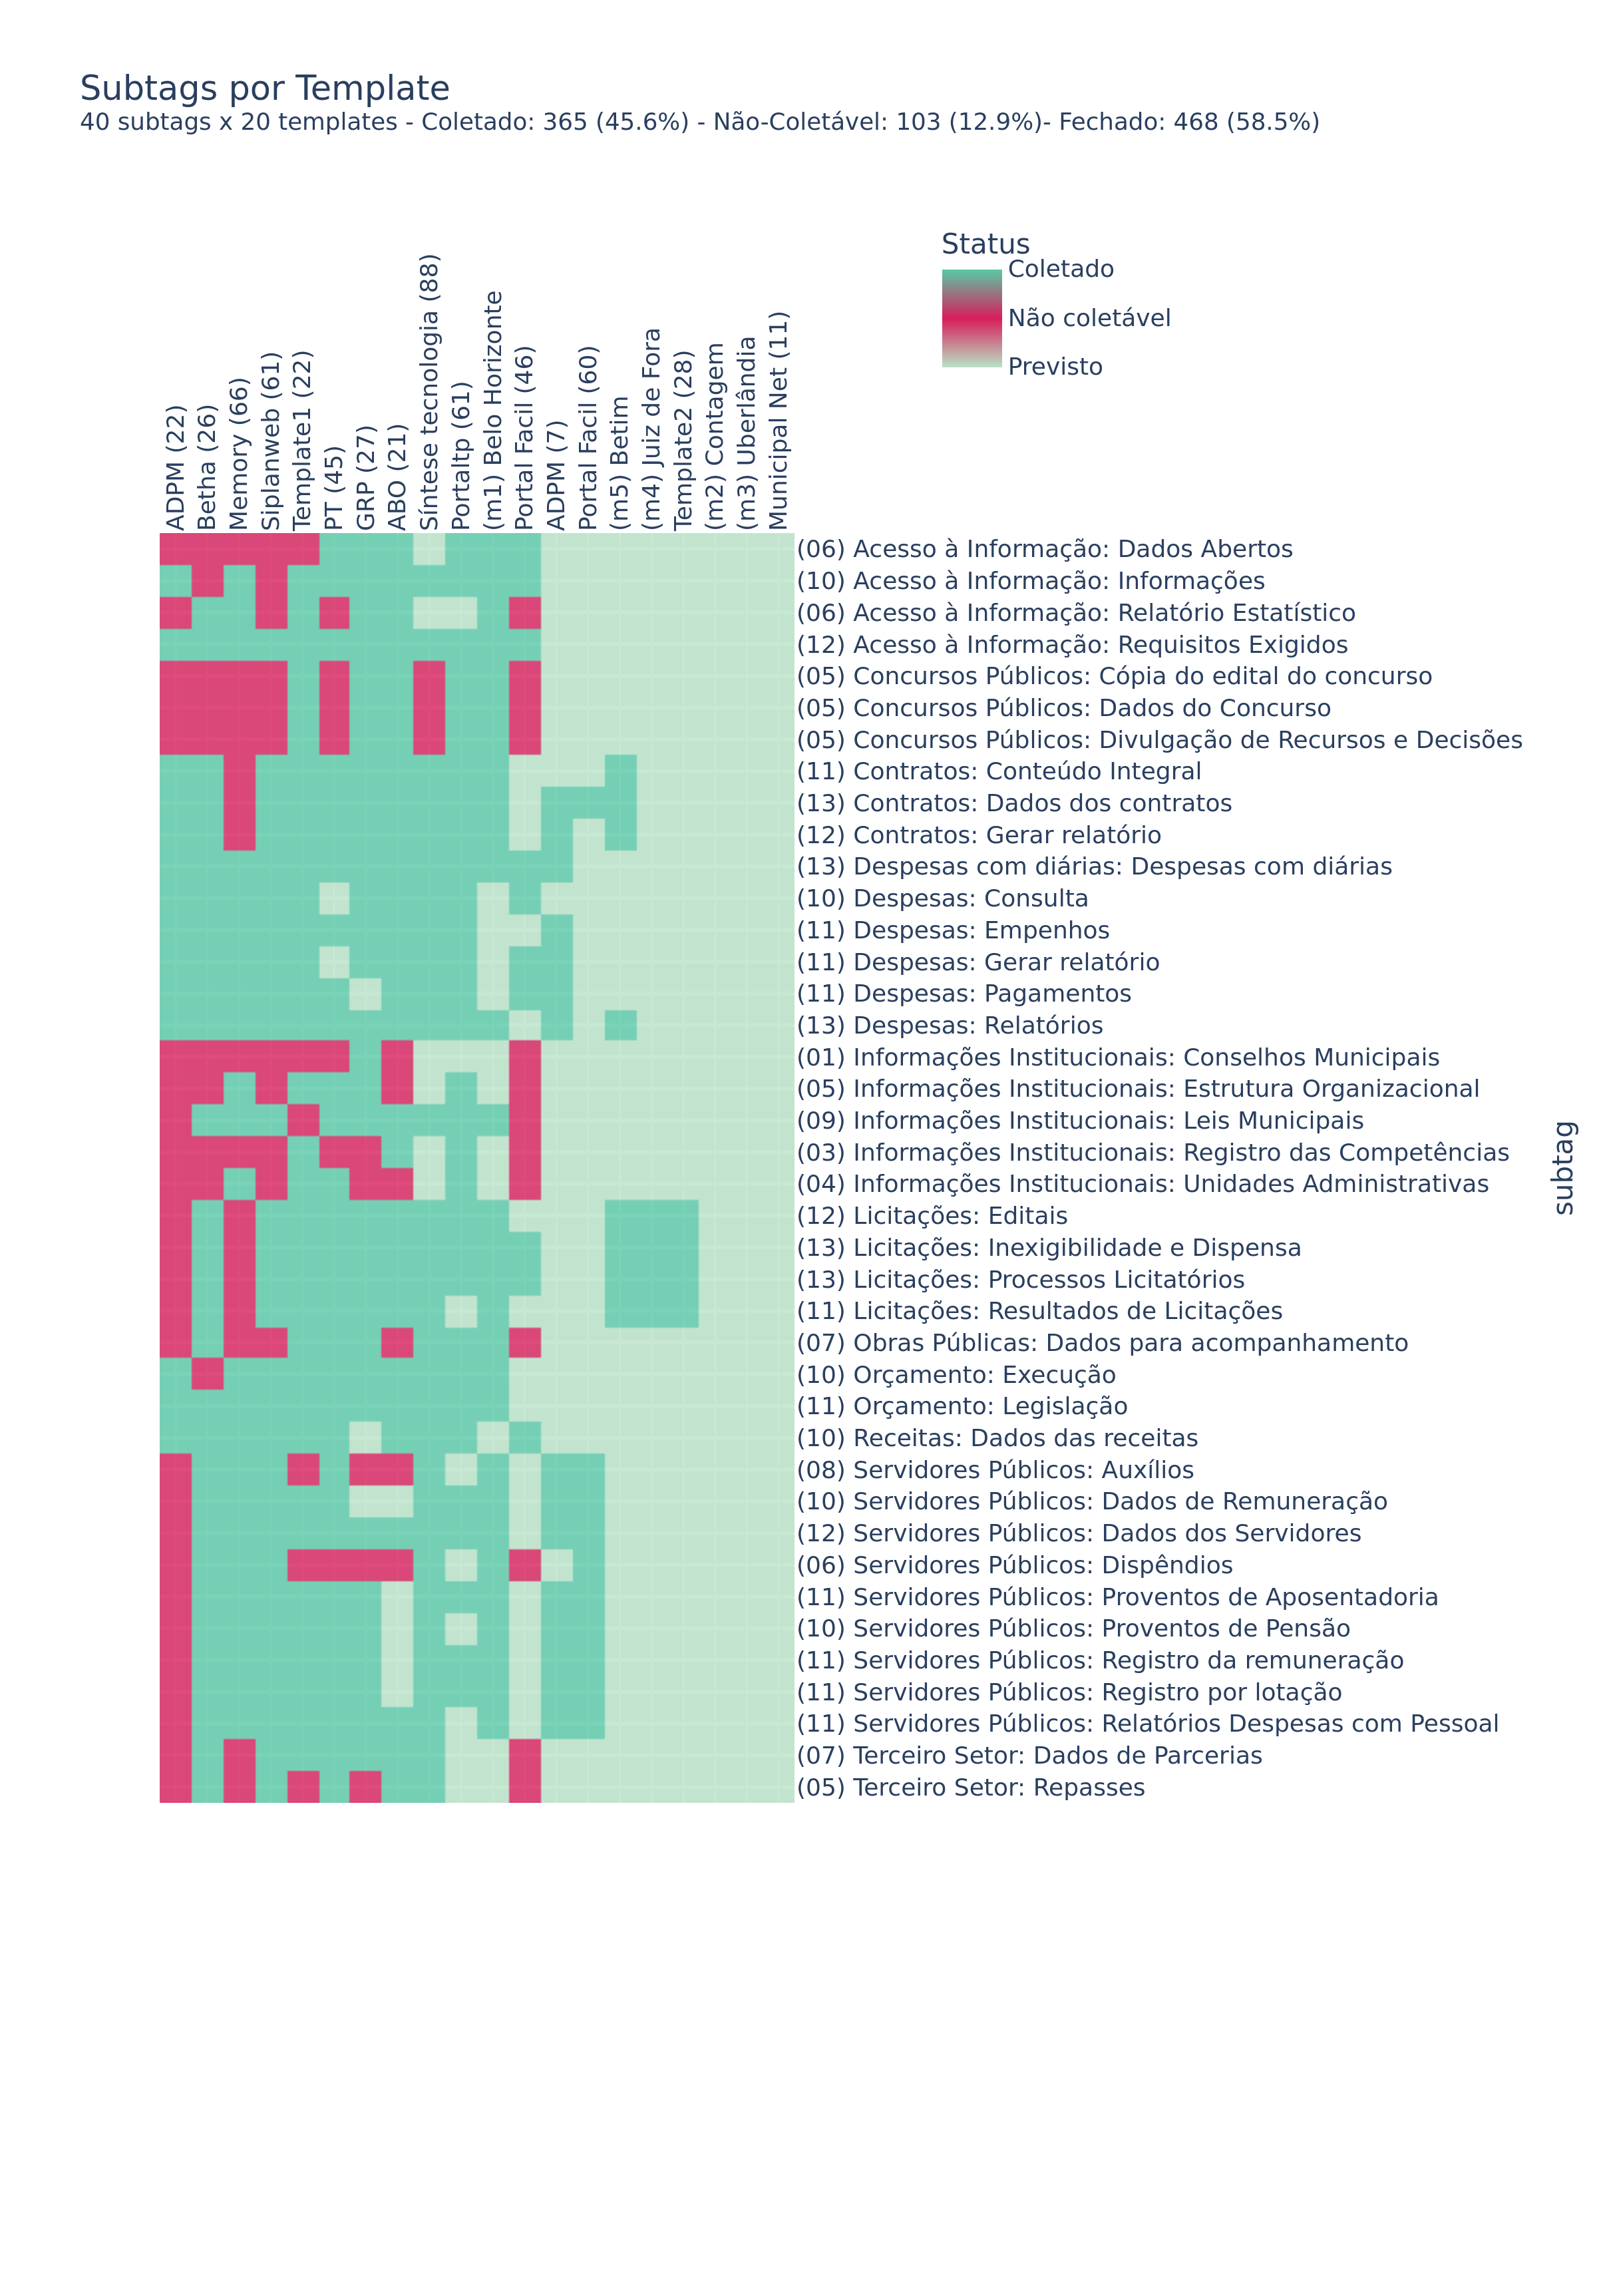 Subtags por Template
40 subtags x 20 templates - Coletado: 365 (45.6%) - Não-Coletável: 103 (12.9%)- Fechado: 468 (58.5%)
Status
Coletado
Não coletável
Previsto
ADPM (22)
Betha (26)
Memory (66)
Siplanweb (61)
Template1 (22)
PT (45)
GRP (27)
ABO (21)
Síntese tecnologia (88)
Portaltp (61)
(m1) Belo Horizonte
Portal Facil (46)
ADPM (7)
Portal Facil (60)
(m5) Betim
(m4) Juiz de Fora
Template2 (28)
(m2) Contagem
(m3) Uberlândia
Municipal Net (11)
(06) Acesso à Informação: Dados Abertos
(10) Acesso à Informação: Informações
(06) Acesso à Informação: Relatório Estatístico
(12) Acesso à Informação: Requisitos Exigidos
(05) Concursos Públicos: Cópia do edital do concurso
(05) Concursos Públicos: Dados do Concurso
(05) Concursos Públicos: Divulgação de Recursos e Decisões
(11) Contratos: Conteúdo Integral
(13) Contratos: Dados dos contratos
(12) Contratos: Gerar relatório
(13) Despesas com diárias: Despesas com diárias
(10) Despesas: Consulta
(11) Despesas: Empenhos
(11) Despesas: Gerar relatório
(11) Despesas: Pagamentos
(13) Despesas: Relatórios
(01) Informações Institucionais: Conselhos Municipais
(05) Informações Institucionais: Estrutura Organizacional
(09) Informações Institucionais: Leis Municipais
(03) Informações Institucionais: Registro das Competências
(04) Informações Institucionais: Unidades Administrativas
(12) Licitações: Editais
(13) Licitações: Inexigibilidade e Dispensa
(13) Licitações: Processos Licitatórios
(11) Licitações: Resultados de Licitações
(07) Obras Públicas: Dados para acompanhamento
(10) Orçamento: Execução
(11) Orçamento: Legislação
(10) Receitas: Dados das receitas
(08) Servidores Públicos: Auxílios
(10) Servidores Públicos: Dados de Remuneração
(12) Servidores Públicos: Dados dos Servidores
(06) Servidores Públicos: Dispêndios
(11) Servidores Públicos: Proventos de Aposentadoria
(10) Servidores Públicos: Proventos de Pensão
(11) Servidores Públicos: Registro da remuneração
(11) Servidores Públicos: Registro por lotação
(11) Servidores Públicos: Relatórios Despesas com Pessoal
(07) Terceiro Setor: Dados de Parcerias
(05) Terceiro Setor: Repasses
subtag